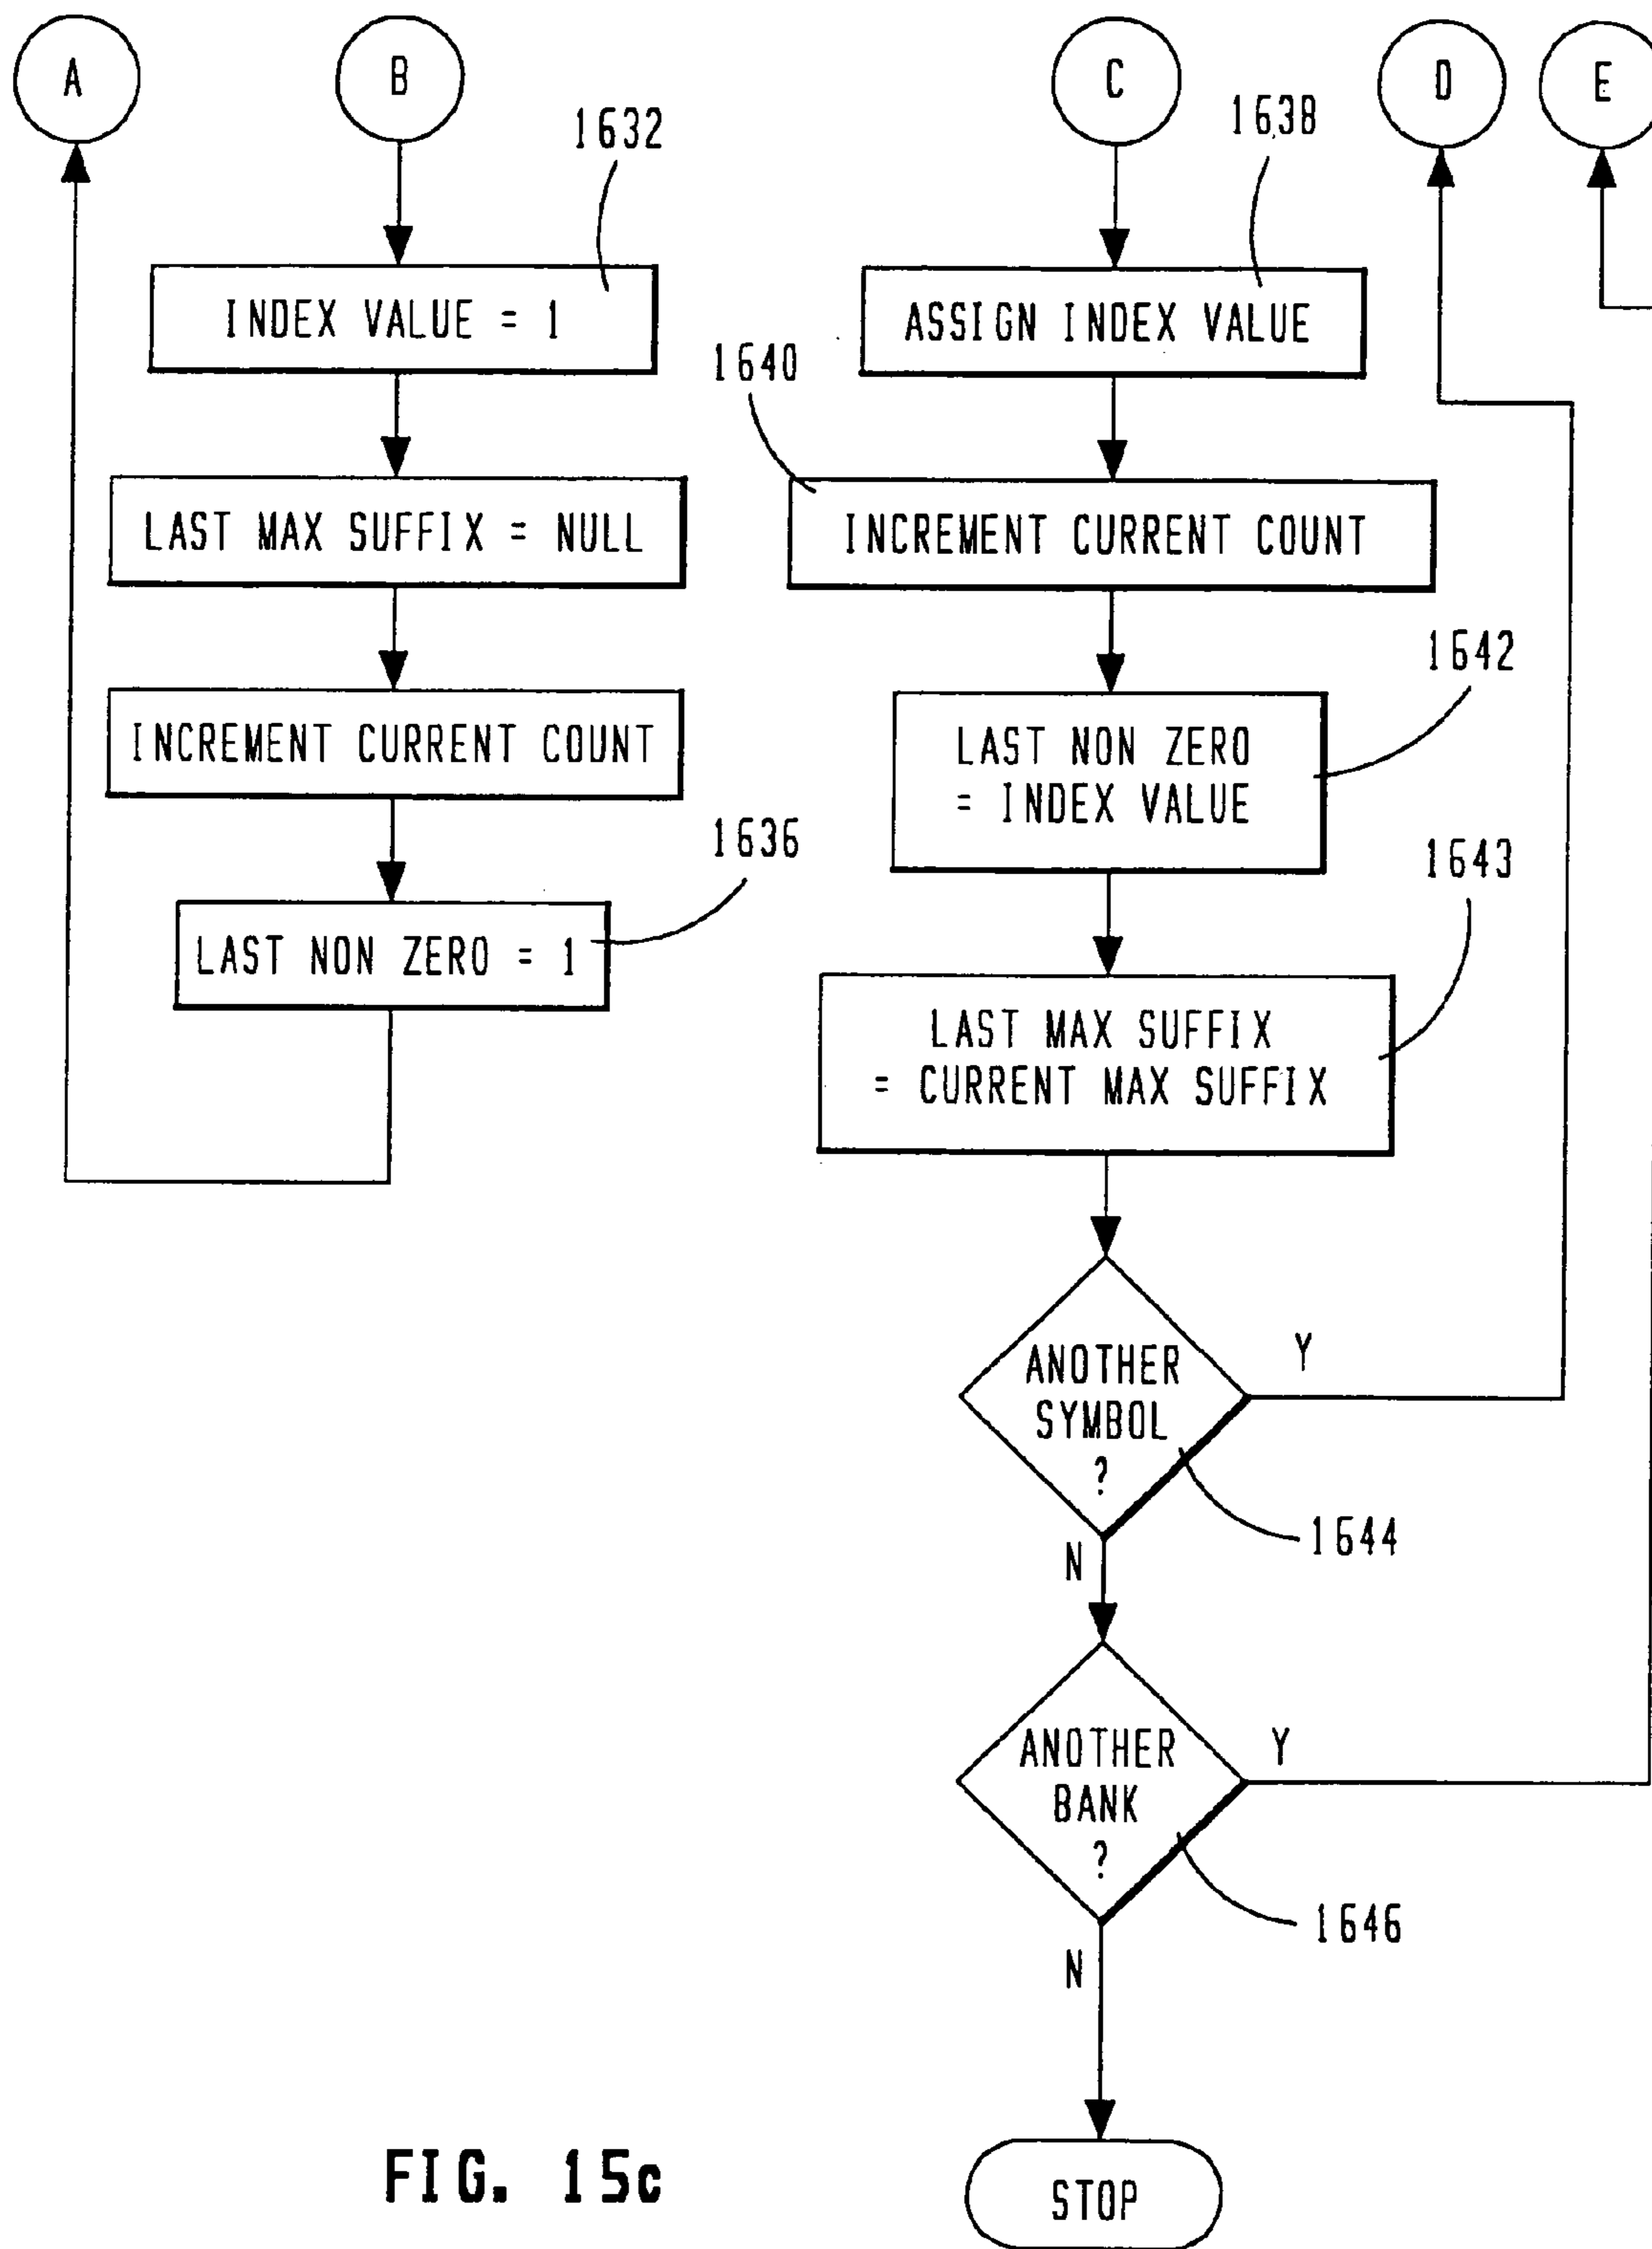 A
B
1632
INDEX VALUE = 1
LAST MAX SUFFIX = NULL
INCREMENT CURRENT COUNT
1636
LAST NON ZERO = 1
C
1638
ASSIGN INDEX VALUE
1640
INCREMENT CURRENT COUNT
1642
LAST NON ZERO
= INDEX VALUE
1643
LAST MAX SUFFIX
= CURRENT MAX SUFFIX
ANOTHER
SYMBOL
?
Y
1644
N
ANOTHER
BANK
?
Y
1646
N
STOP
D
E
FIG. 15c